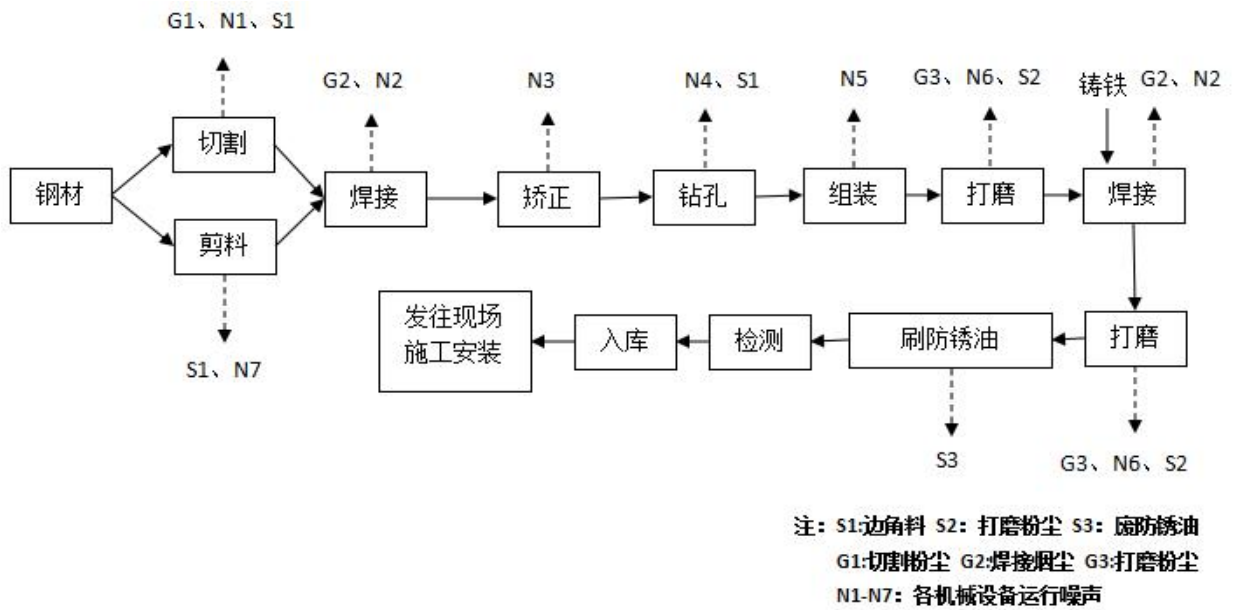 G1、N1、S1
G2、N2
N3
N4、S1
N5
G3、N6、S2
铸铁
G2、N2
切割
钢材
焊接
矫正
钻孔
组装
打磨
焊接
剪料
S1、N7
发往现场
施工安装
入库
检测
刷防锈油
打磨
S3
G3、N6、S2
注：S1:边角料 S2：打磨粉尘 S3：废防锈油
G1:切割粉尘 G2:焊接烟尘 G3:打磨粉尘
N1-N7：各机械设备运行噪声